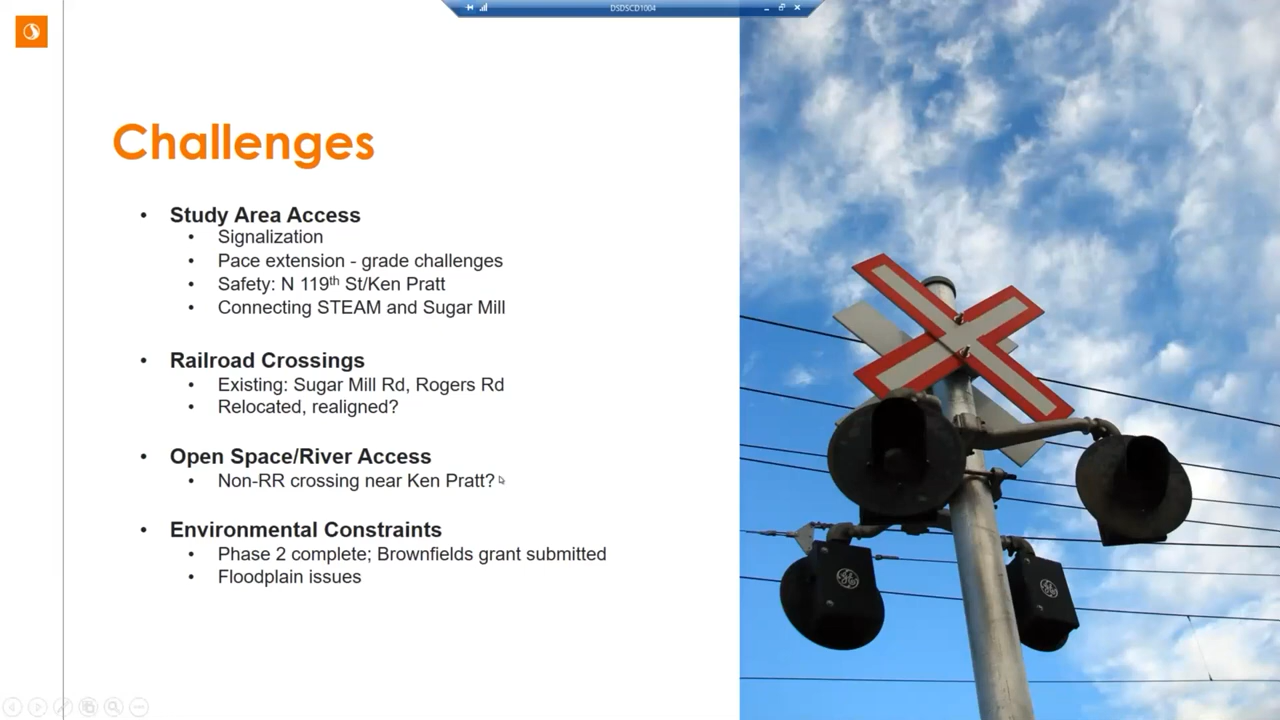 DSDSCD1004
Challenges
• Study Area Access
• Signalization
• Pace extension - grade challenges
• Safety: N 119th St/Ken Pratt
• Connecting STEAM and Sugar Mill
• Railroad Crossings
• Existing: Sugar Mill Rd, Rogers Rd
• Relocated, realigned?
• Open Space/River Access
• Non-RR crossing near Ken Pratt?
• Environmental Constraints
• Phase 2 complete; Brownfields grant submitted
• Floodplain issues